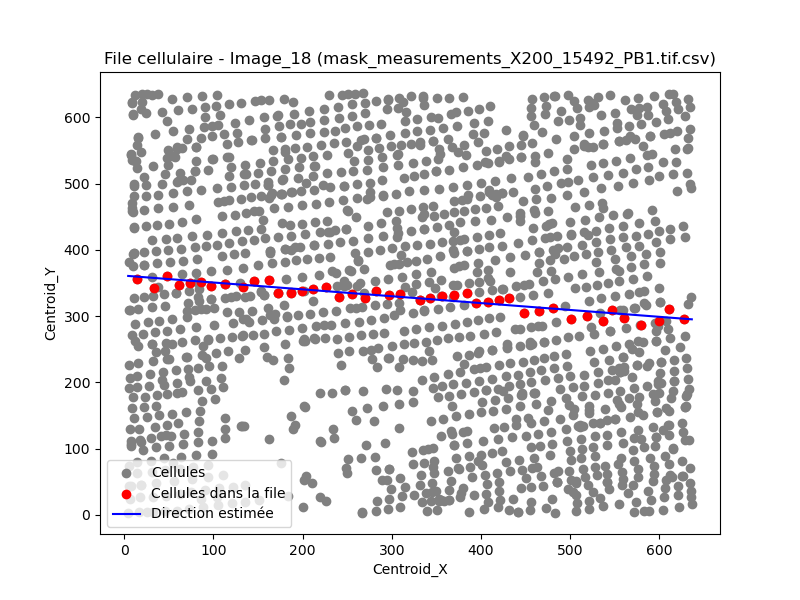 File cellulaire - Image_18 (mask_measurements_X200_15492_PB1.tif.csv)
600
500
400
300
200
100
0
Centroid_Y
Cellules
Cellules dans la file
Direction estimée
0 100 200 300 400 500 600
Centroid_X